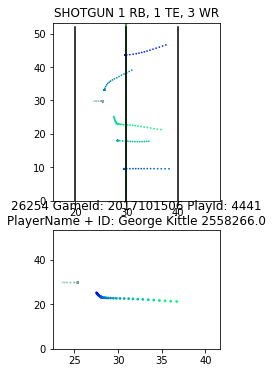 SHOTGUN 1 RB, 1 TE, 3 WR
50
40
30
20
10
0
20 30 40
26254 GameId: 2017101506 PlayId: 4441
PlayerName + ID: George Kittle 2558266.0
40
20
0
25 30 35 40